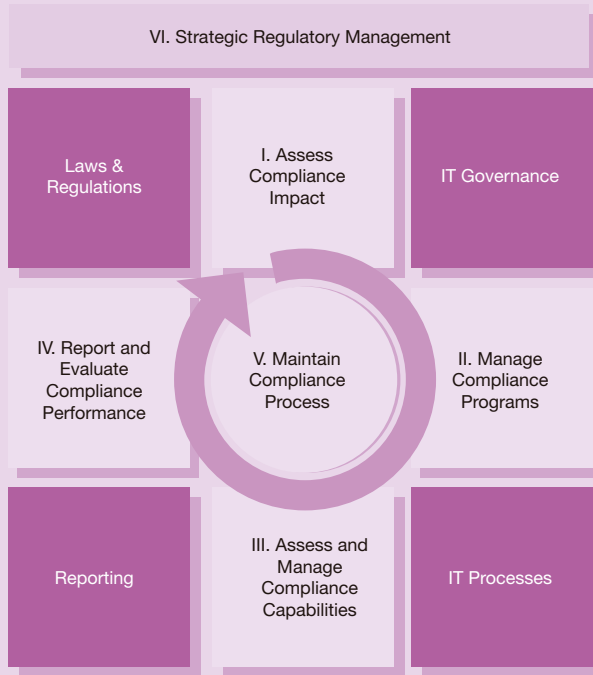 VI. Strategic Regulatory Management
Laws &
Regulations
I. Assess
Compliance
Impact
IT Governance
IV. Report and
Evaluate
Compliance
Performance
V. Maintain
Compliance
Process
II. Manage
Compliance
Programs
Reporting
III. Assess and
Manage
Compliance
Capabilities
IT Processes